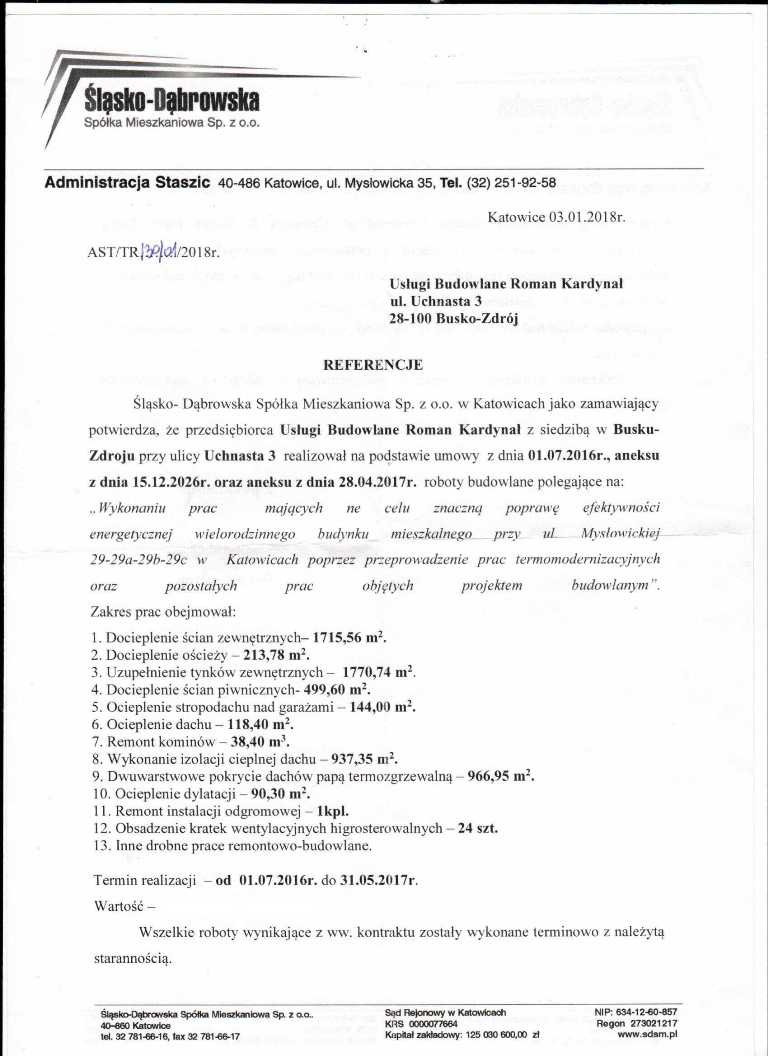 Śląsko-Dąbrowska
Spółka Mieszkaniowa Sp. z o.o.
Administracja Staszic 40-486 Katowice, ul. Mysłowicka 35, Tel. (32) 251-92-58
Katowice 03.01.2018r.
AST/TR/30/01/2018r.
Usługi Budowlane Roman Kardynał
ul. Uchnasta 3
28-100 Busko-Zdrój
REFERENCJE
Śląsko- Dąbrowska Spółka Mieszkaniowa Sp. z o.o. w Katowicach jako zamawiający
potwierdza, że przedsiębiorca Usługi Budowlane Roman Kardynał z siedzibą w Busku-
Zdroju przy ulicy Uchnasta 3 realizował na podstawie umowy z dnia 01.07.2016r., aneksu
z dnia 15.12.2026r. oraz aneksu z dnia 28.04.2017r. roboty budowlane polegające na:
„Wykonaniu prac mających ne celu znaczną poprawę efektywności
energetycznej wielorodzinnego budynku mieszkalnego przy ul. Mysłowickiej
29-29a-29b-29c w Katowicach poprzez przeprowadzenie prac termomodernizacyjnych
oraz pozostałych prac objętych projektem budowlanym”.
Zakres prac obejmował:
1. Docieplenie ścian zewnętrznych– 1715,56 m².
2. Docieplenie ościeży – 213,78 m².
3. Uzupełnienie tynków zewnętrznych – 1770,74 m².
4. Docieplenie ścian piwnicznych- 499,60 m².
5. Ocieplenie stropodachu nad garażami – 144,00 m².
6. Ocieplenie dachu – 118,40 m².
7. Remont kominów – 38,40 m³.
8. Wykonanie izolacji cieplnej dachu – 937,35 m².
9. Dwuwarstwowe pokrycie dachów papą termozgrzewalną – 966,95 m².
10. Ocieplenie dylatacji – 90,30 m².
11. Remont instalacji odgromowej – 1kpl.
12. Obsadzenie kratek wentylacyjnych higrosterowalnych – 24 szt.
13. Inne drobne prace remontowo-budowlane.
Termin realizacji – od 01.07.2016r. do 31.05.2017r.
Wartość –
Wszelkie roboty wynikające z ww. kontraktu zostały wykonane terminowo z należytą
starannością.
Śląsko-Dąbrowska Spółka Mieszkaniowa Sp. z o.o..
40-860 Katowice
tel. 32 781-66-16, fax 32 781-66-17
Sąd Rejonowy w Katowicach
KRS 0000077664
Kapitał zakładowy: 125 030 600,00 zł
NIP: 634-12-60-857
Regon 273021217
www.sdsm.pl